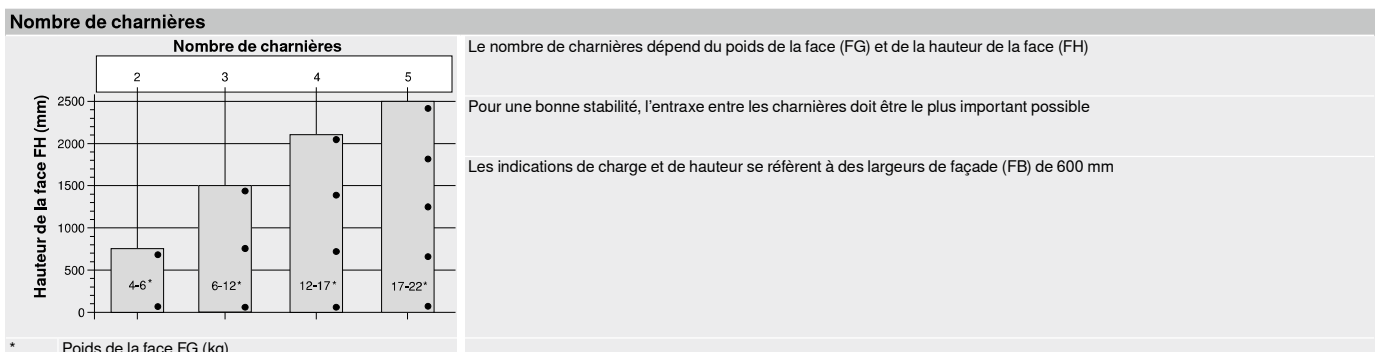 Nombre de charnières
Nombre de charnières
2 3 4 5
Hauteur de la face FH (mm)
2500
2000
1500
1000
500
0
4-6* 6-12* 12-17* 17-22*
* Poids de la face FG (kg)
Le nombre de charnières dépend du poids de la face (FG) et de la hauteur de la face (FH)
Pour une bonne stabilité, l'entraxe entre les charnières doit être le plus important possible
Les indications de charge et de hauteur se réfèrent à des largeurs de façade (FB) de 600 mm